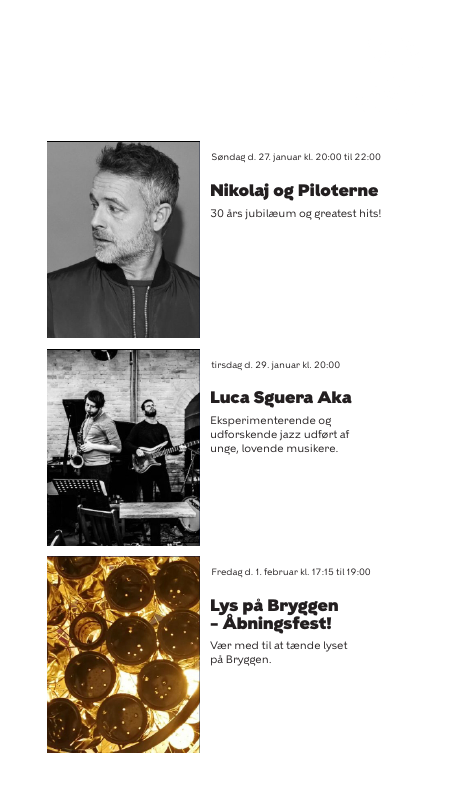 Søndag d. 27. januar kl. 20:00 til 22:00
Nikolaj og Piloterne
30 års jubilæum og greatest hits!
tirsdag d. 29. januar kl. 20:00
Luca Sguera Aka
Eksperimenterende og
udforskende jazz udført af
unge, lovende musikere.
Fredag d. 1. februar kl. 17:15 til 19:00
Lys på Bryggen
– Åbningsfest!
Vær med til at tænde lyset
på Bryggen.